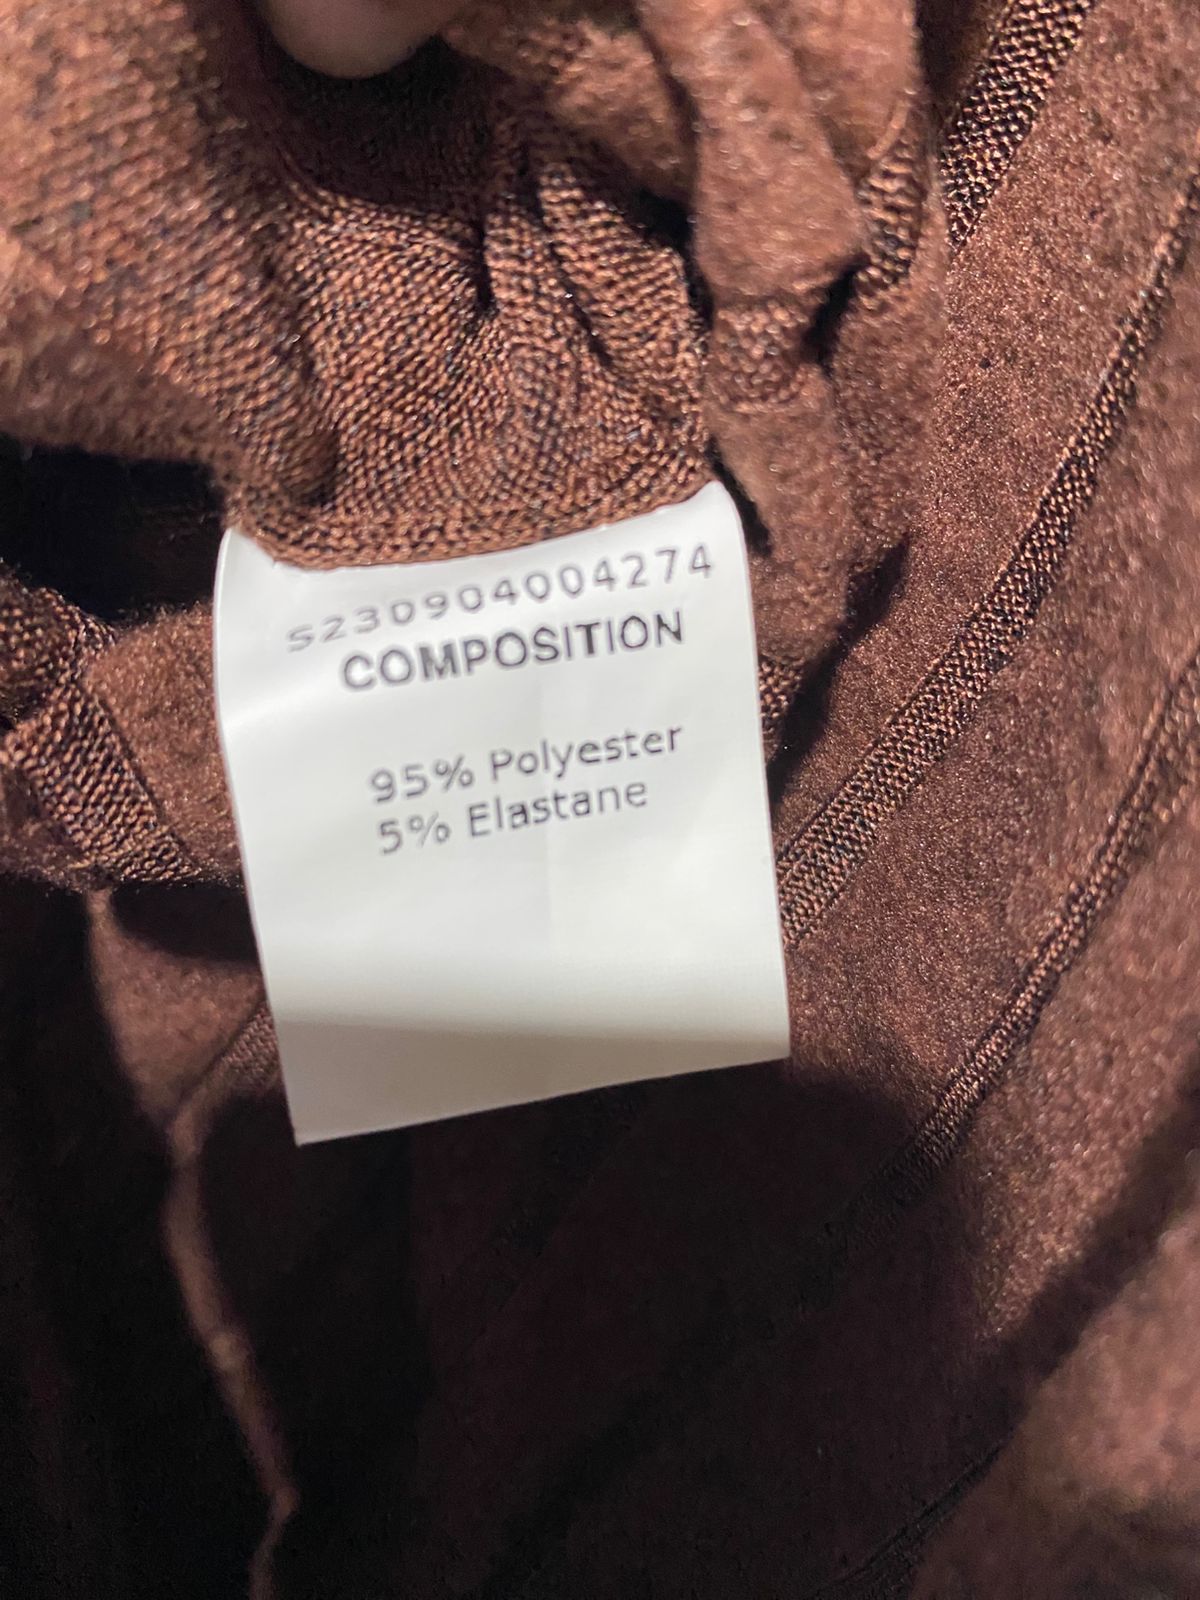 S230904004274
COMPOSITION
95% Polyester
5% Elastane